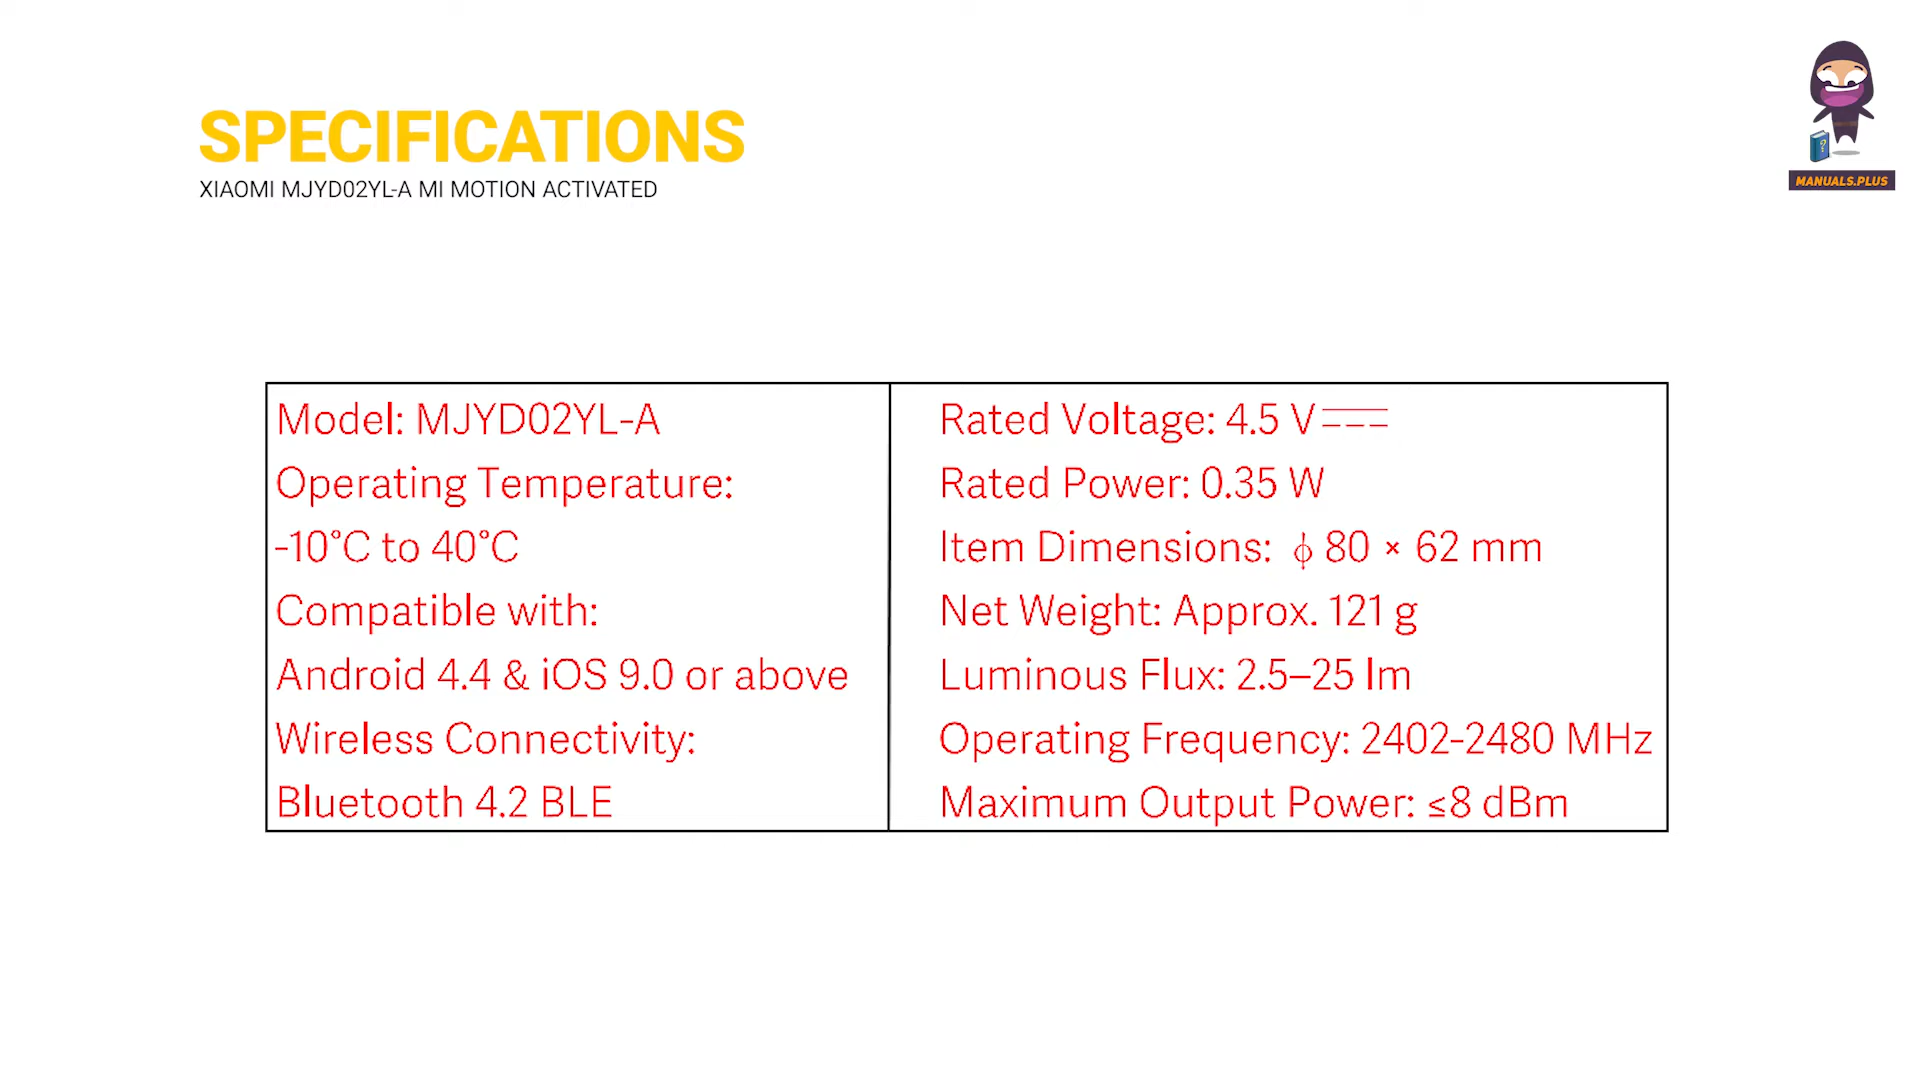 SPECIFICATIONS
XIAOMI MJYD02YL-A MI MOTION ACTIVATED
MANUALS.PLUS
Model: MJYD02YL-A
Operating Temperature:
-10°C to 40°C
Compatible with:
Android 4.4 & iOS 9.0 or above
Wireless Connectivity:
Bluetooth 4.2 BLE
Rated Voltage: 4.5 V⎓
Rated Power: 0.35 W
Item Dimensions: ϕ 80 × 62 mm
Net Weight: Approx. 121 g
Luminous Flux: 2.5–25 lm
Operating Frequency: 2402-2480 MHz
Maximum Output Power: ≤8 dBm